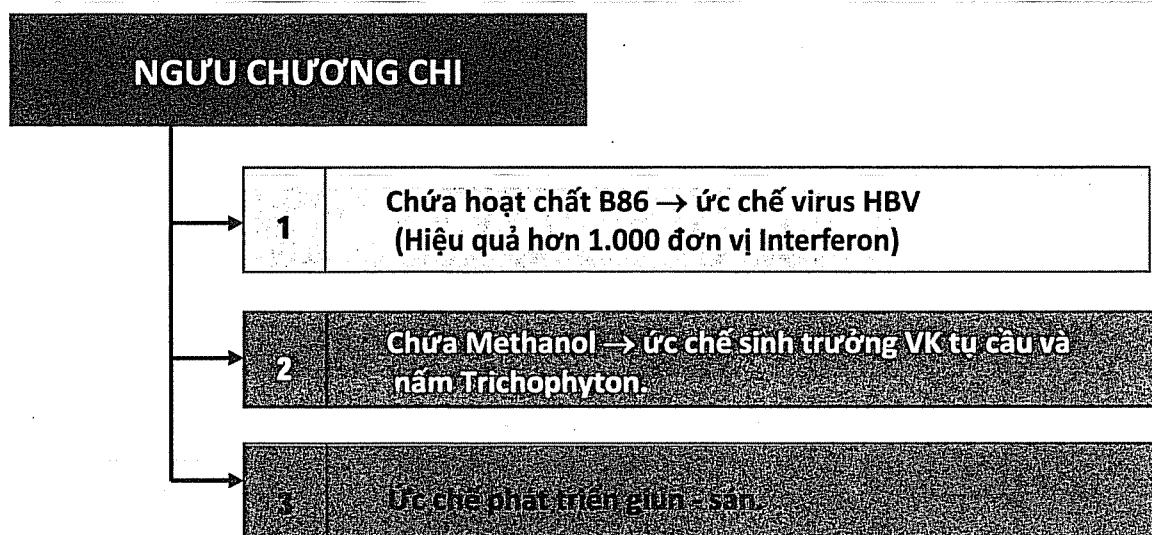 NGƯU CHƯƠNG CHI
1
Chứa hoạt chất B86 → ức chế virus HBV
(Hiệu quả hơn 1.000 đơn vị Interferon)
2
Chứa Methanol → ức chế sinh trưởng VK tụ cầu và
nấm Trichophyton.
3
Ức chế phát triển giun - sán.